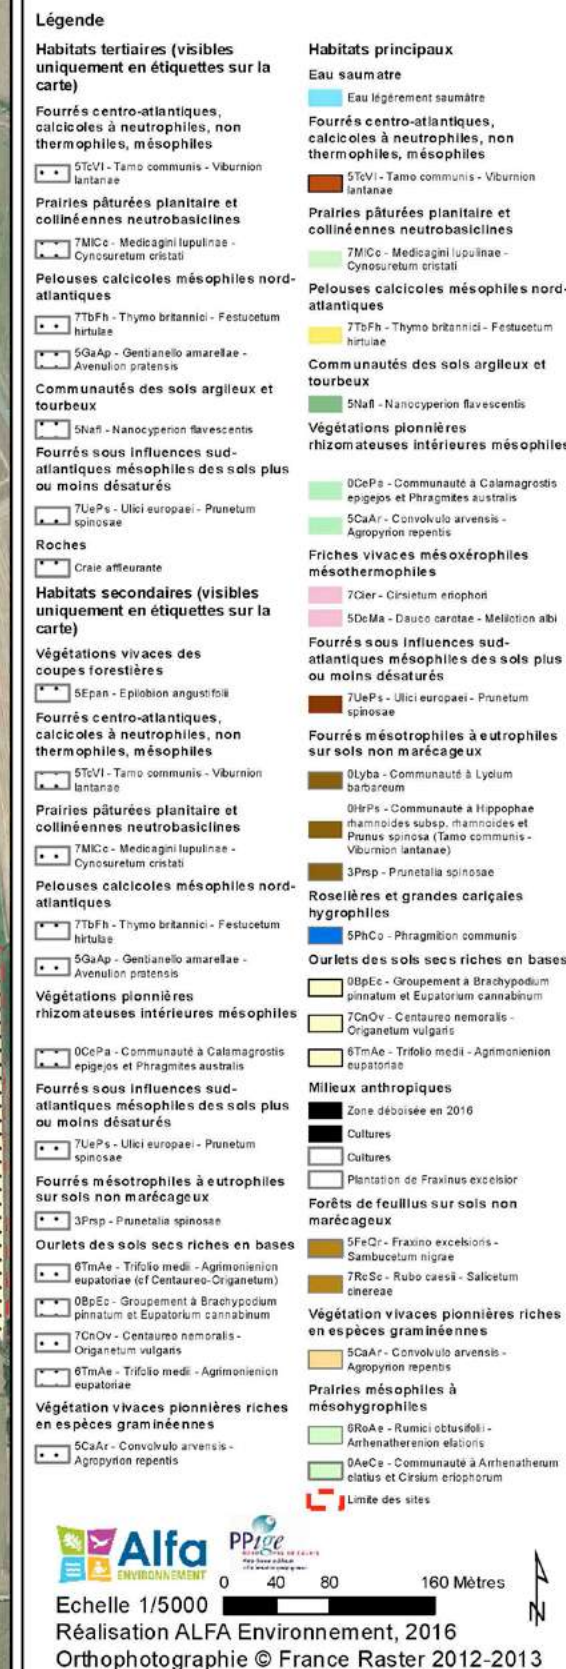 Légende
Habitats tertiaires (visibles
uniquement en étiquettes sur la
carte)
Fourrés centro-atlantiques,
calcicoles à neutrophiles, non
thermophiles, mésophiles
5TcVl - Tamo communis - Viburnion
lantanae
Prairies pâturées planitaire et
collinéennes neutrobasiclines
7MlCc - Medicagini lupulinae -
Cynosuretum cristati
Pelouses calcicoles mésophiles nord-
atlantiques
7TbFh - Thymo britannici - Festucetum
hirtulae
5GaAp - Gentianello amarellae -
Avenulion pratensis
Communautés des sols argileux et
tourbeux
5Nafl - Nanocyperion flavescentis
Fourrés sous influences sud-
atlantiques mésophiles des sols plus
ou moins désaturés
7UePs - Ulici europaei - Prunetum
spinosae
Roches
Craie affleurante
Habitats secondaires (visibles
uniquement en étiquettes sur la
carte)
Végétations vivaces des
coupes forestières
5Epan - Epilobion angustifolii
Fourrés centro-atlantiques,
calcicoles à neutrophiles, non
thermophiles, mésophiles
5TcVl - Tamo communis - Viburnion
lantanae
Prairies pâturées planitaire et
collinéennes neutrobasiclines
7MlCc - Medicagini lupulinae -
Cynosuretum cristati
Pelouses calcicoles mésophiles nord-
atlantiques
7TbFh - Thymo britannici - Festucetum
hirtulae
5GaAp - Gentianello amarellae -
Avenulion pratensis
Végétations pionnières
rhizomateuses intérieures mésophiles
0CePa - Communauté à Calamagrostis
epigejos et Phragmites australis
Fourrés sous influences sud-
atlantiques mésophiles des sols plus
ou moins désaturés
7UePs - Ulici europaei - Prunetum
spinosae
Fourrés mésotrophiles à eutrophiles
sur sols non marécageux
3Prsp - Prunetalia spinosae
Ourlets des sols secs riches en bases
6TmAe - Trifolio medii - Agrimonienion
eupatoriae (cf Centaureo-Origanetum)
0BpEc - Groupement à Brachypodium
pinnatum et Eupatorium cannabinum
7CnOv - Centaureo nemoralis -
Origanetum vulgaris
6TmAe - Trifolio medii - Agrimonienion
eupatoriae
Végétation vivaces pionnières riches
en espèces graminéennes
5CaAr - Convolvulo arvensis -
Agropyrion repentis
Habitats principaux
Eau saumatre
Eau légèrement saumâtre
Fourrés centro-atlantiques,
calcicoles à neutrophiles, non
thermophiles, mésophiles
5TcVl - Tamo communis - Viburnion
lantanae
Prairies pâturées planitaire et
collinéennes neutrobasiclines
7MlCc - Medicagini lupulinae -
Cynosuretum cristati
Pelouses calcicoles mésophiles nord-
atlantiques
7TbFh - Thymo britannici - Festucetum
hirtulae
Communautés des sols argileux et
tourbeux
5Nafl - Nanocyperion flavescentis
Végétations pionnières
rhizomateuses intérieures mésophiles
0CePa - Communauté à Calamagrostis
epigejos et Phragmites australis
5CaAr - Convolvulo arvensis -
Agropyrion repentis
Friches vivaces mésoxérophiles
mésothermophiles
7Cier - Cirsietum eriophori
5DcMa - Dauco carotae - Melilotion albi
Fourrés sous influences sud-
atlantiques mésophiles des sols plus
ou moins désaturés
7UePs - Ulici europaei - Prunetum
spinosae
Fourrés mésotrophiles à eutrophiles
sur sols non marécageux
0Lyba - Communauté à Lycium
barbareum
0HrPs - Communauté à Hippophae
rhamnoides subsp. rhamnoides et
Prunus spinosa (Tamo communis -
Viburnion lantanae)
3Prsp - Prunetalia spinosae
Roselières et grandes cariçaies
hygrophiles
5PhCo - Phragmition communis
Ourlets des sols secs riches en bases
0BpEc - Groupement à Brachypodium
pinnatum et Eupatorium cannabinum
7CnOv - Centaureo nemoralis -
Origanetum vulgaris
6TmAe - Trifolio medii - Agrimonienion
eupatoriae
Milieux anthropiques
Zone déboisée en 2016
Cultures
Cultures
Plantation de Fraxinus excelsior
Forêts de feuillus sur sols non
marécageux
5FeQr - Fraxino excelsioris -
Sambucetum nigrae
7RcSc - Rubo caesii - Salicetum
cinereae
Végétation vivaces pionnières riches
en espèces graminéennes
5CaAr - Convolvulo arvensis -
Agropyrion repentis
Prairies mésophiles à
mésohygrophiles
6RoAe - Rumici obtusifolii -
Arrhenatherenion elatioris
0AeCe - Communauté à Arrhenatherum
elatius et Cirsium eriophorum
Limite des sites
Alfa
ENVIRONNEMENT
PPige
0 40 80 160 Mètres
N
Echelle 1/5000
Réalisation ALFA Environnement, 2016
Orthophotographie © France Raster 2012-2013